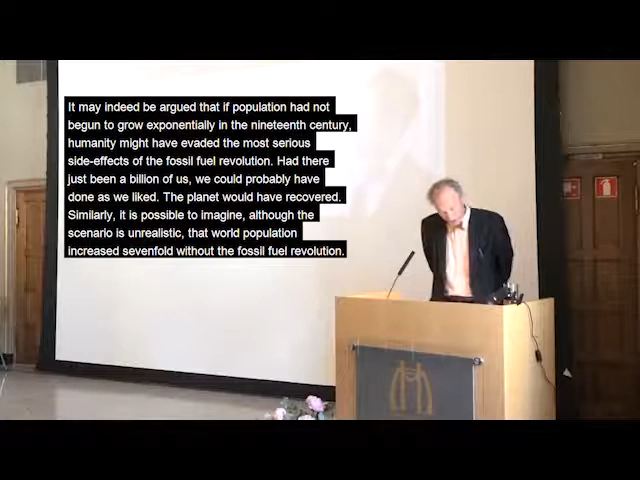 It may indeed be argued that if population had not
begun to grow exponentially in the nineteenth century,
humanity might have evaded the most serious
side-effects of the fossil fuel revolution. Had there
just been a billion of us, we could probably have
done as we liked. The planet would have recovered.
Similarly, it is possible to imagine, although the
scenario is unrealistic, that world population
increased sevenfold without the fossil fuel revolution.